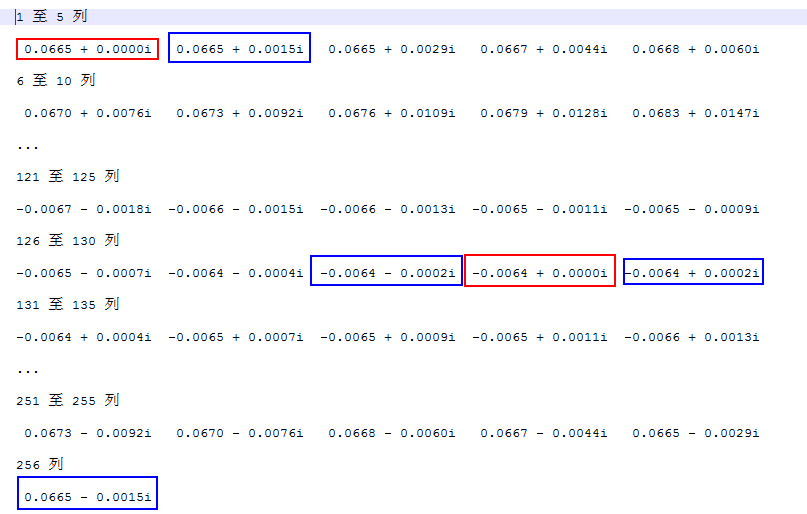 1 至 5 列
0.0665 + 0.0000i 0.0665 + 0.0015i 0.0665 + 0.0029i 0.0667 + 0.0044i 0.0668 + 0.0060i
6 至 10 列
0.0670 + 0.0076i 0.0673 + 0.0092i 0.0676 + 0.0109i 0.0679 + 0.0128i 0.0683 + 0.0147i
...
121 至 125 列
-0.0067 - 0.0018i -0.0066 - 0.0015i -0.0066 - 0.0013i -0.0065 - 0.0011i -0.0065 - 0.0009i
126 至 130 列
-0.0065 - 0.0007i -0.0064 - 0.0004i -0.0064 - 0.0002i -0.0064 + 0.0000i -0.0064 + 0.0002i
131 至 135 列
-0.0064 + 0.0004i -0.0065 + 0.0007i -0.0065 + 0.0009i -0.0065 + 0.0011i -0.0066 + 0.0013i
...
251 至 255 列
0.0673 - 0.0092i 0.0670 - 0.0076i 0.0668 - 0.0060i 0.0667 - 0.0044i 0.0665 - 0.0029i
256 列
0.0665 - 0.0015i